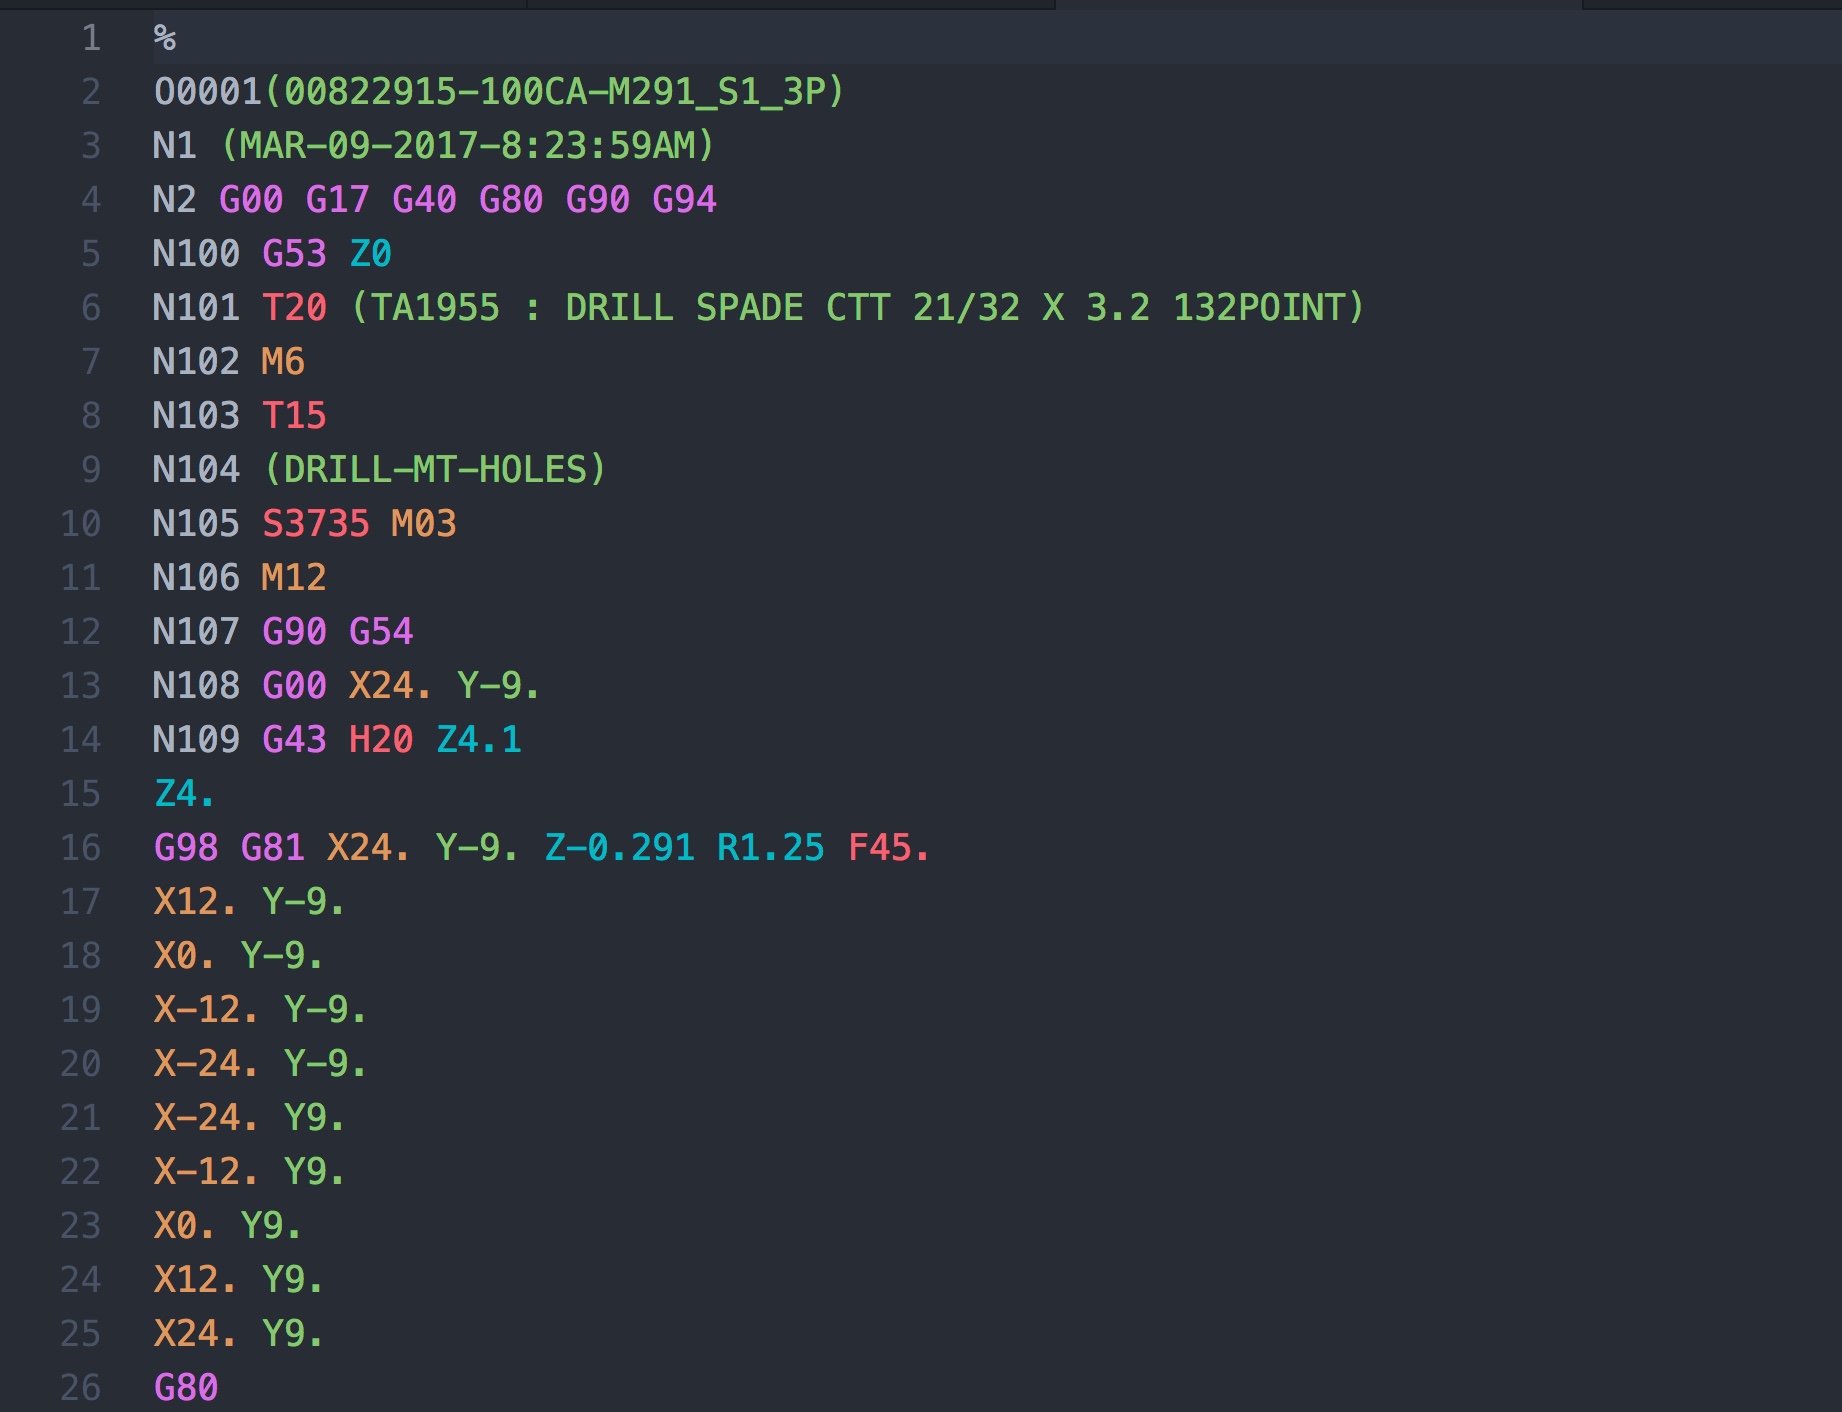 1 %
2 O0001(00822915-100CA-M291_S1_3P)
3 N1 (MAR-09-2017-8:23:59AM)
4 N2 G00 G17 G40 G80 G90 G94
5 N100 G53 Z0
6 N101 T20 (TA1955 : DRILL SPADE CTT 21/32 X 3.2 132POINT)
7 N102 M6
8 N103 T15
9 N104 (DRILL-MT-HOLES)
10 N105 S3735 M03
11 N106 M12
12 N107 G90 G54
13 N108 G00 X24. Y-9.
14 N109 G43 H20 Z4.1
15 Z4.
16 G98 G81 X24. Y-9. Z-0.291 R1.25 F45.
17 X12. Y-9.
18 X0. Y-9.
19 X-12. Y-9.
20 X-24. Y-9.
21 X-24. Y9.
22 X-12. Y9.
23 X0. Y9.
24 X12. Y9.
25 X24. Y9.
26 G80